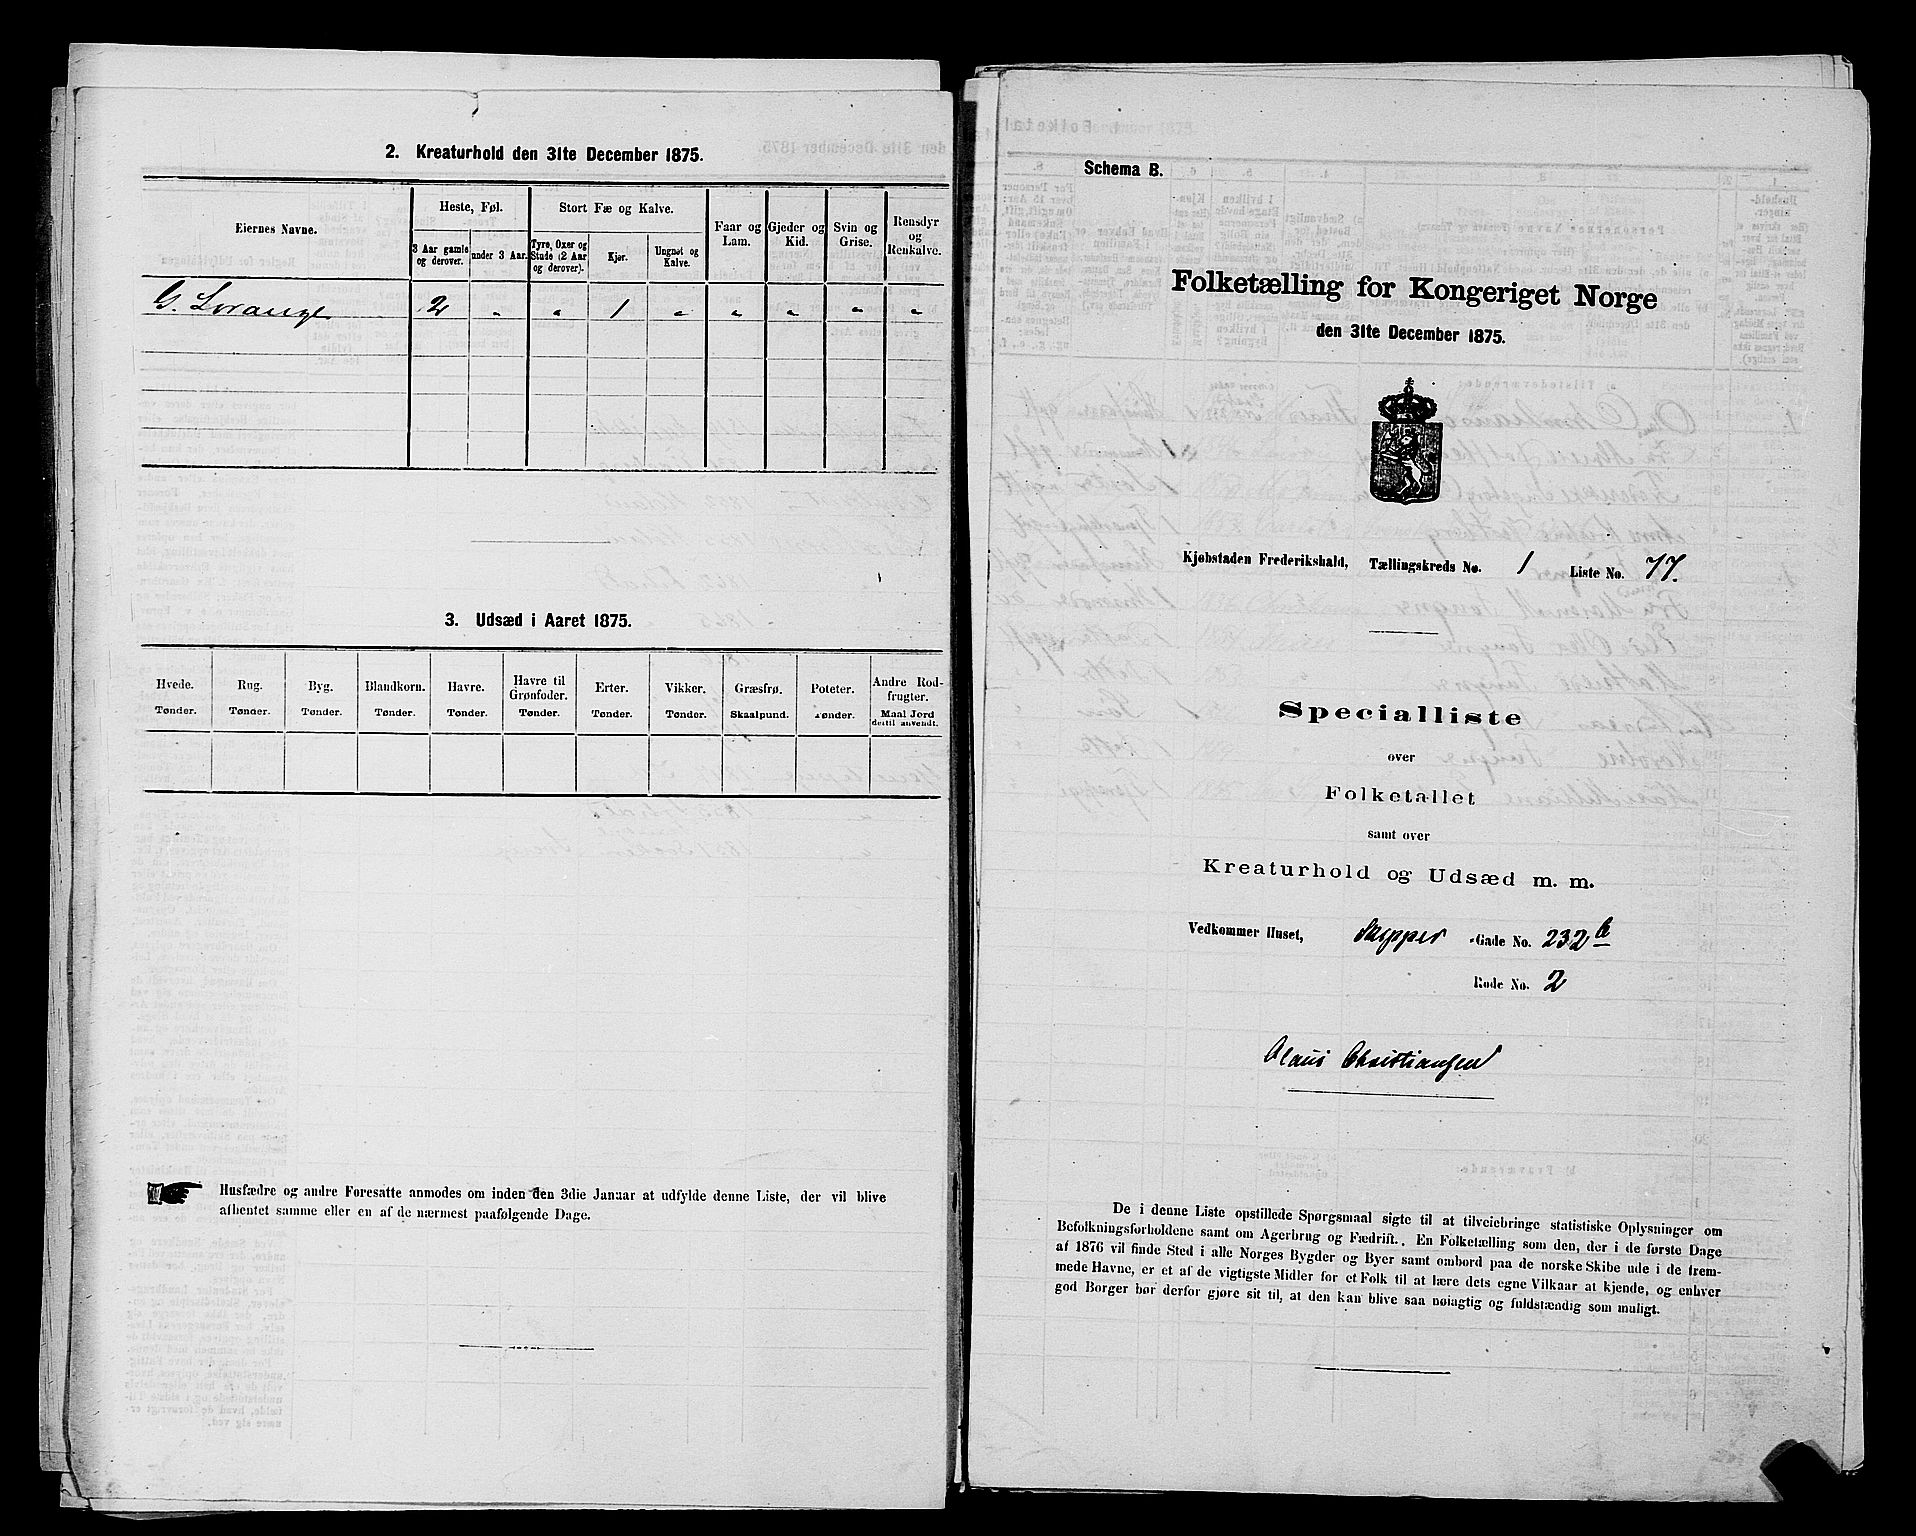 2. Kreaturhold den 31te December 1875.
Eiernes Navne.
Heste, Føl.
Stort Fæ og Kalve.
Faar og Lam.
Gjeder og Kid.
Svin og Grise.
Rensdyr og Renkalve.
3 Aar gamle og derover.
under 3 Aar.
Tyre, Oxer og Stude (2 Aar og derover).
Kjør.
Ungnøt og Kalve.
G. Lorange 2 " " 1 " " " " "
3. Udsæd i Aaret 1875.
Hvede. Rug. Byg. Blandkorn. Havre. Havre til Grønfoder. Erter. Vikker. Græsfrø. Poteter. Andre Rodfrugter.
Tønder. Tønder. Tønder. Tønder. Tønder. Tønder. Tønder. Tønder. Skaalpund. Tønder. Maal Jord dertil anvendt.
Husfædre og andre Foresatte anmodes om inden den 3die Januar at udfylde denne Liste, der vil blive
afhentet samme eller en af de nærmest paafølgende Dage.
Schema B.
Folketælling for Kongeriget Norge
den 31te December 1875.
Kjøbstaden Frederikshald, Tællingskreds No. 1 Liste No. 77.
Specialliste
over
Folketallet
samt over
Kreaturhold og Udsæd m. m.
Vedkommer Huset, Skipper -Gade No. 232 b
Rode No. 2
Olaus Christiansen
De i denne Liste opstillede Spørgsmaal sigte til at tilveiebringe statistiske Oplysninger om
Befolkningsforholdene samt om Agerbrug og Fædrift. En Folketælling som den, der i de første Dage
af 1876 vil finde Sted i alle Norges Bygder og Byer samt ombord paa de norske Skibe ude i de frem-
mede Havne, er et af de vigtigste Midler for et Folk til at lære dets egne Vilkaar at kjende, og enhver
god Borger bør derfor gjøre sit til, at den kan blive saa nøiagtig og fuldstændig som muligt.